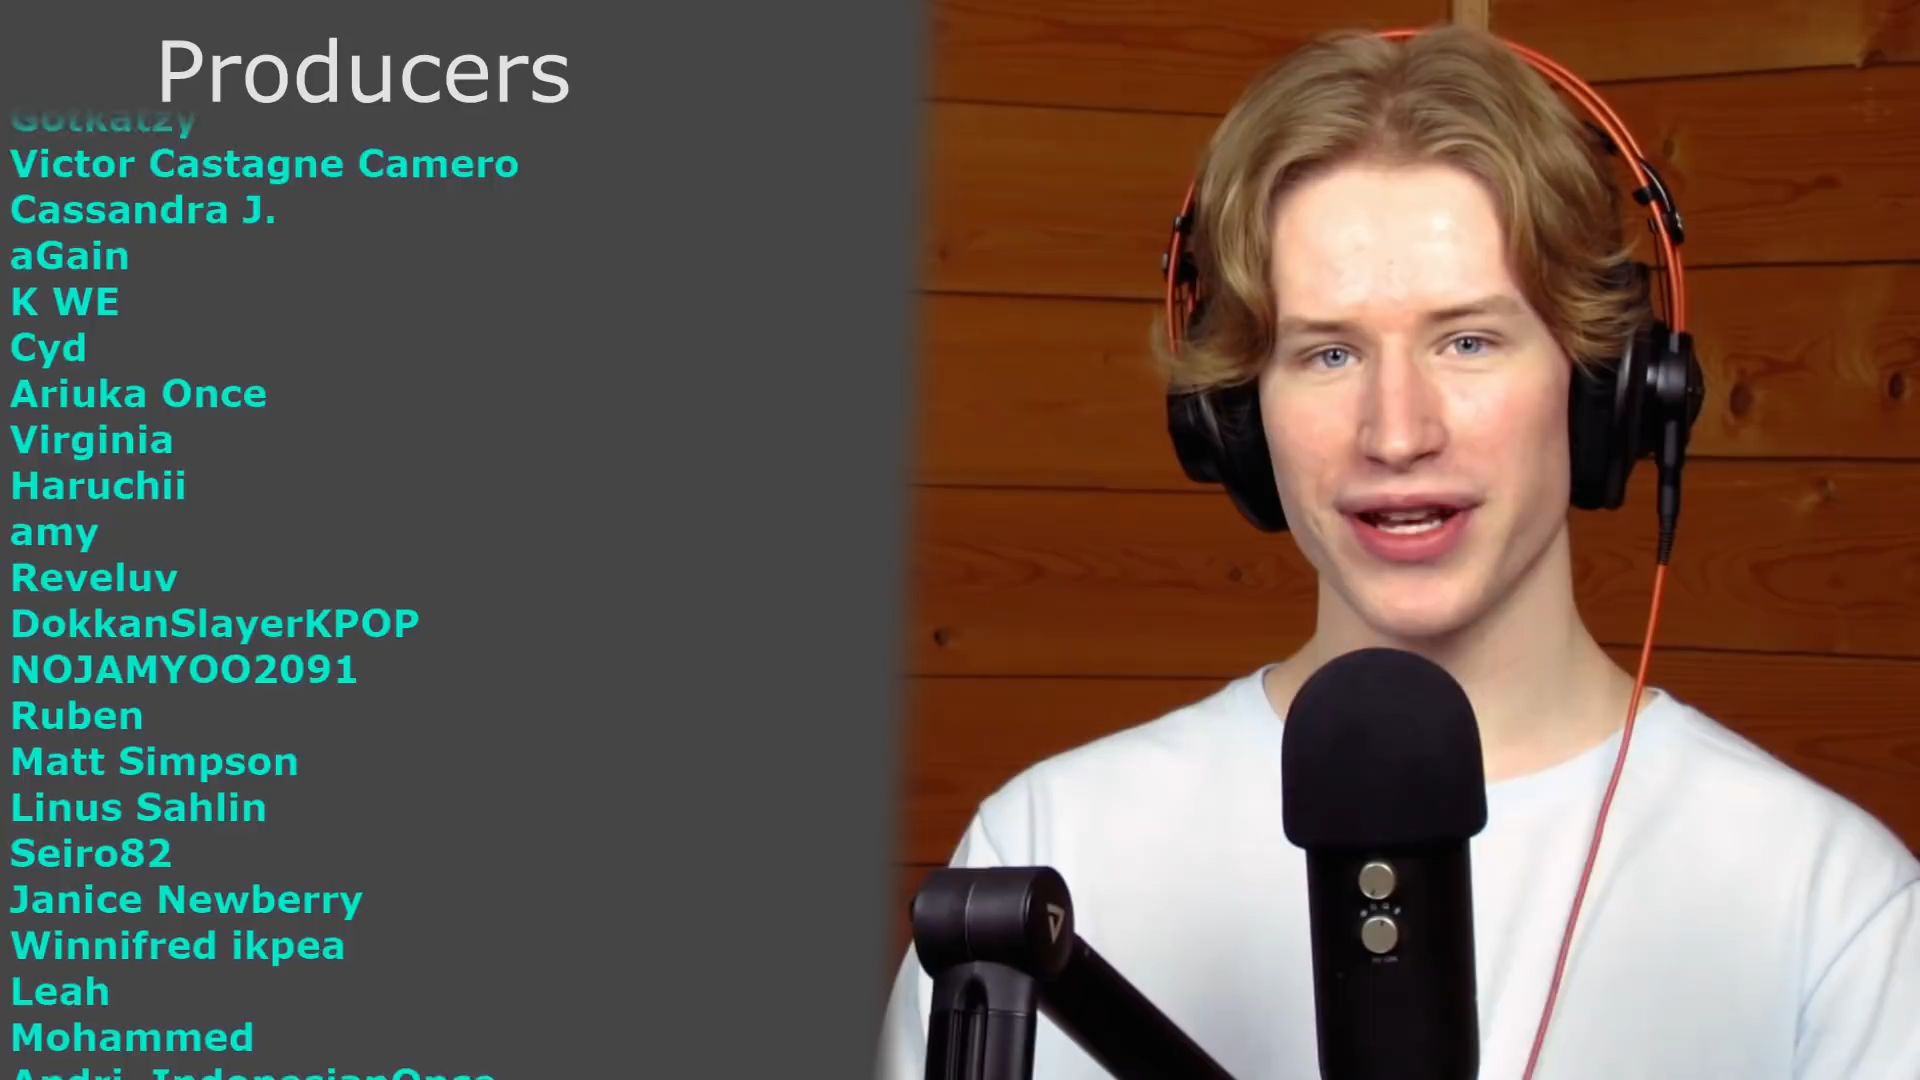 Producers
Gotkatzy
Victor Castagne Camero
Cassandra J.
aGain
K WE
Cyd
Ariuka Once
Virginia
Haruchii
amy
Reveluv
DokkanSlayerKPOP
NOJAMYOO2091
Ruben
Matt Simpson
Linus Sahlin
Seiro82
Janice Newberry
Winnifred ikpea
Leah
Mohammed